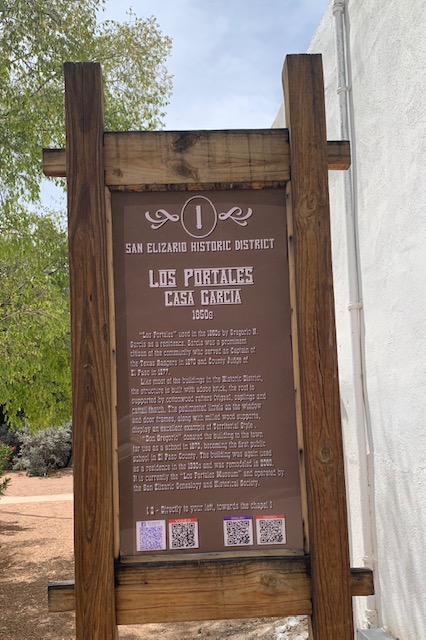 1
SAN ELIZARIO HISTORIC DISTRICT
LOS PORTALES
CASA GARCIA
1850s
"Los Portales" used in the 1850s by Gregorio N.
Garcia as a residence. Garcia was a prominent
citizen of the community who served as Captain of
the Texas Rangers in 1870 and County Judge of
El Paso in 1877.
Like most of the buildings in the Historic District,
the structure is built with adobe brick, the roof is
supported by cottonwood rafters (vigas), saplings and
cattail thatch. The pedimented lintels on the window
and door frames, along with milled wood supports,
display an excellent example of Territorial Style.
"Don Gregorio" donated the building to the town
for use as a school in 1870, becoming the first public
school in El Paso County. The building was again used
as a residence in the 1930s and was remodeled in
It is currently the "Los Portales Museum" and operated by
the San Elizario Genealogy and Historical Society.
[ 2 - Directly to your left, towards the chapel ]